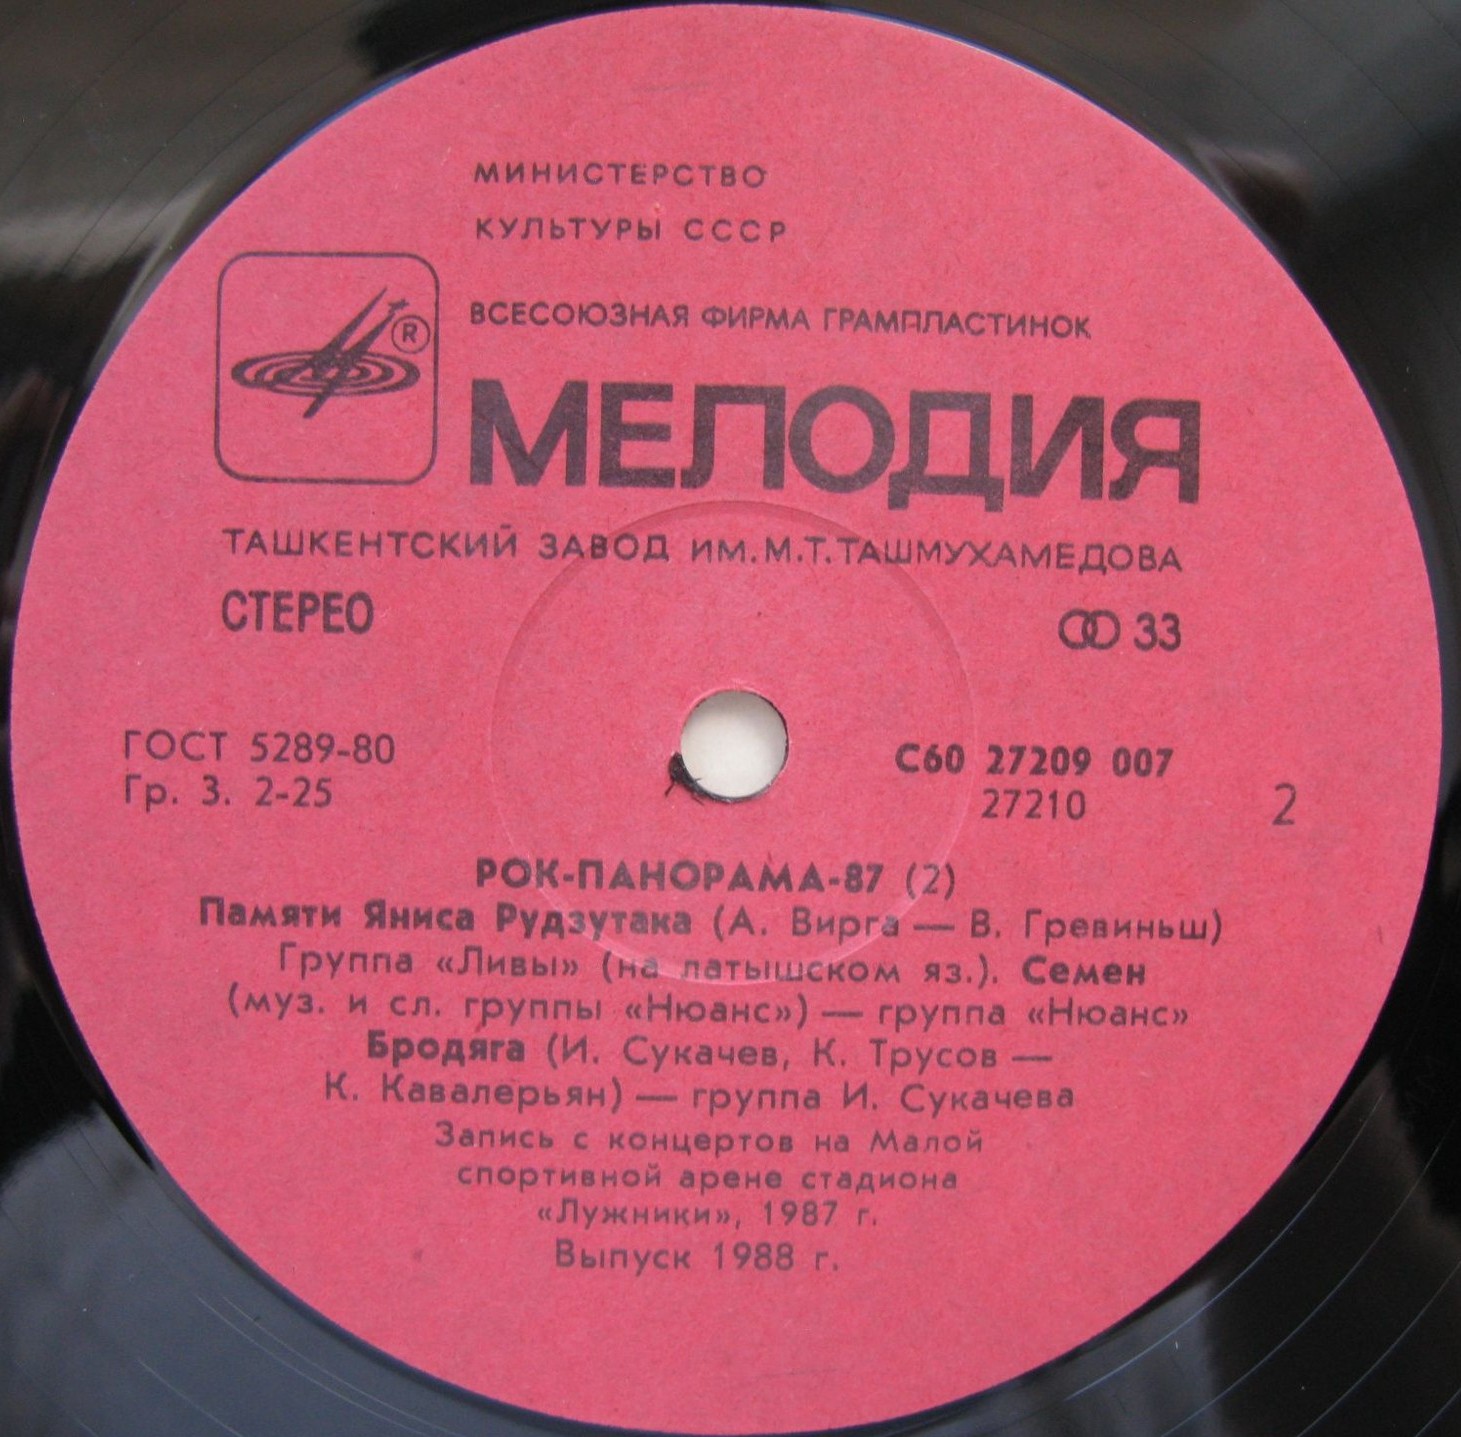 МИНИСТЕРСТВО
КУЛЬТУРЫ СССР
ВСЕСОЮЗНАЯ ФИРМА ГРАМПЛАСТИНОК
®
МЕЛОДИЯ
ТАШКЕНТСКИЙ ЗАВОД ИМ. М.Т. ТАШМУХАМЕДОВА
СТЕРЕО
33
ГОСТ 5289-80
Гр. 3. 2-25
С60 27209 007
27210
2
РОК-ПАНОРАМА-87 (2)
Памяти Яниса Рудзутака (А. Вирга — В. Гревиньш)
Группа «Ливы» (на латышском яз.). Семен
(муз. и сл. группы «Нюанс») — группа «Нюанс»
Бродяга (И. Сукачев, К. Трусов —
К. Кавалерьян) — группа И. Сукачева
Запись с концертов на Малой
спортивной арене стадиона
«Лужники», 1987 г.
Выпуск 1988 г.